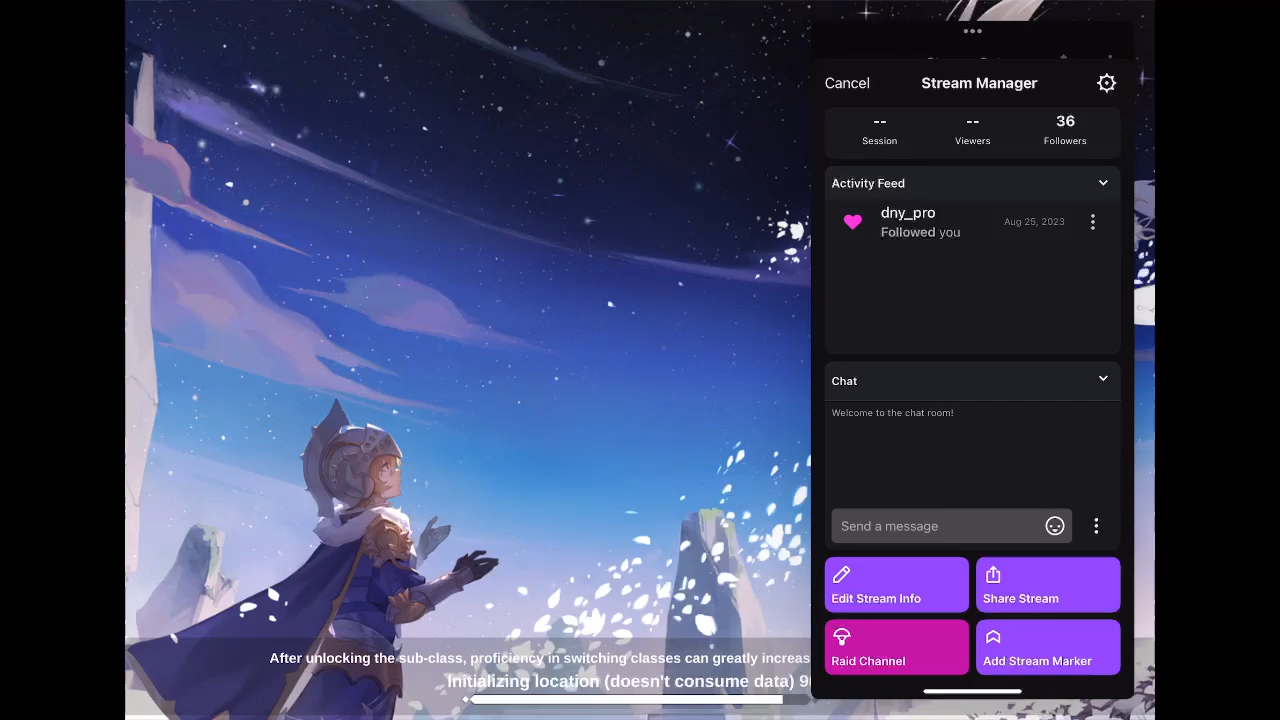 Cancel
Stream Manager
-- -- 36
Session Viewers Followers
Activity Feed
dny_pro
Followed you
Aug 25, 2023
Chat
Welcome to the chat room!
Send a message
Edit Stream Info
Share Stream
Raid Channel
Add Stream Marker
After unlocking the sub-class, proficiency in switching classes can greatly increas
Initializing location (doesn't consume data) 9